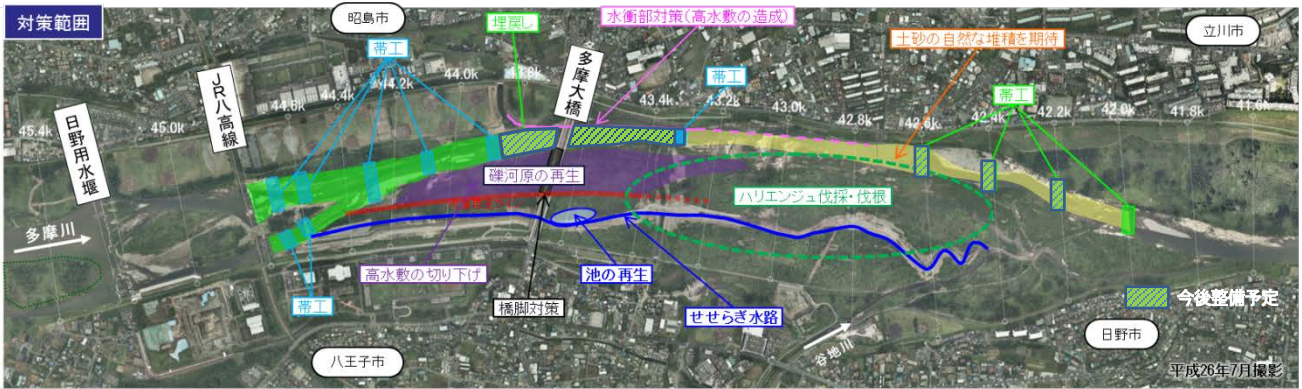 対策範囲
昭島市
埋戻し
水衝部対策(高水敷の造成)
土砂の自然な堆積を期待
立川市
帯工
多摩大橋
帯工
帯工
JR八高線
日野用水堰
45.4k
45.0k
44.6k
44.4k
44.2k
44.0k
43.4k
43.2k
43.0k
42.8k
42.6k
42.4k
42.2k
42.0k
41.8k
41.6k
礫河原の再生
ハリエンジュ伐採・伐根
多摩川
高水敷の切り下げ
池の再生
帯工
橋脚対策
せせらぎ水路
今後整備予定
谷地川
八王子市
日野市
平成26年7月撮影